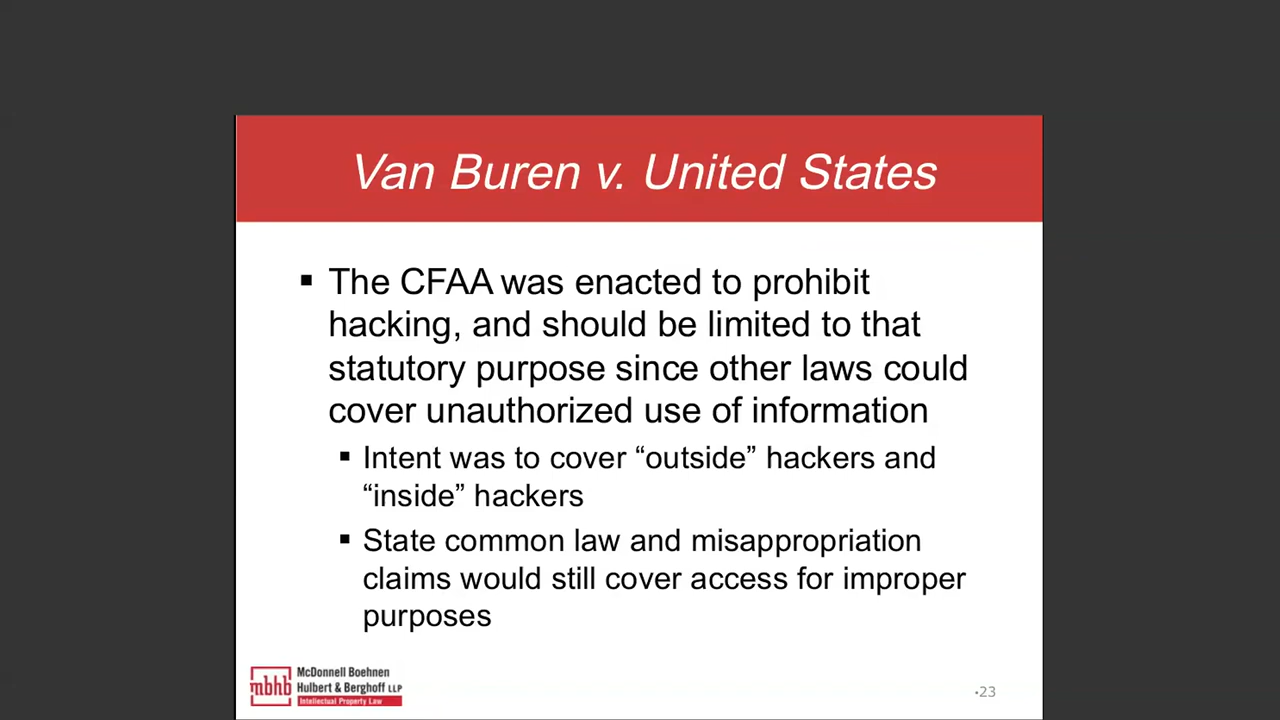 Van Buren v. United States
▪ The CFAA was enacted to prohibit
hacking, and should be limited to that
statutory purpose since other laws could
cover unauthorized use of information
▪ Intent was to cover “outside” hackers and
“inside” hackers
▪ State common law and misappropriation
claims would still cover access for improper
purposes
mbhb
McDonnell Boehnen
Hulbert & Berghoff LLP
Intellectual Property Law
•23